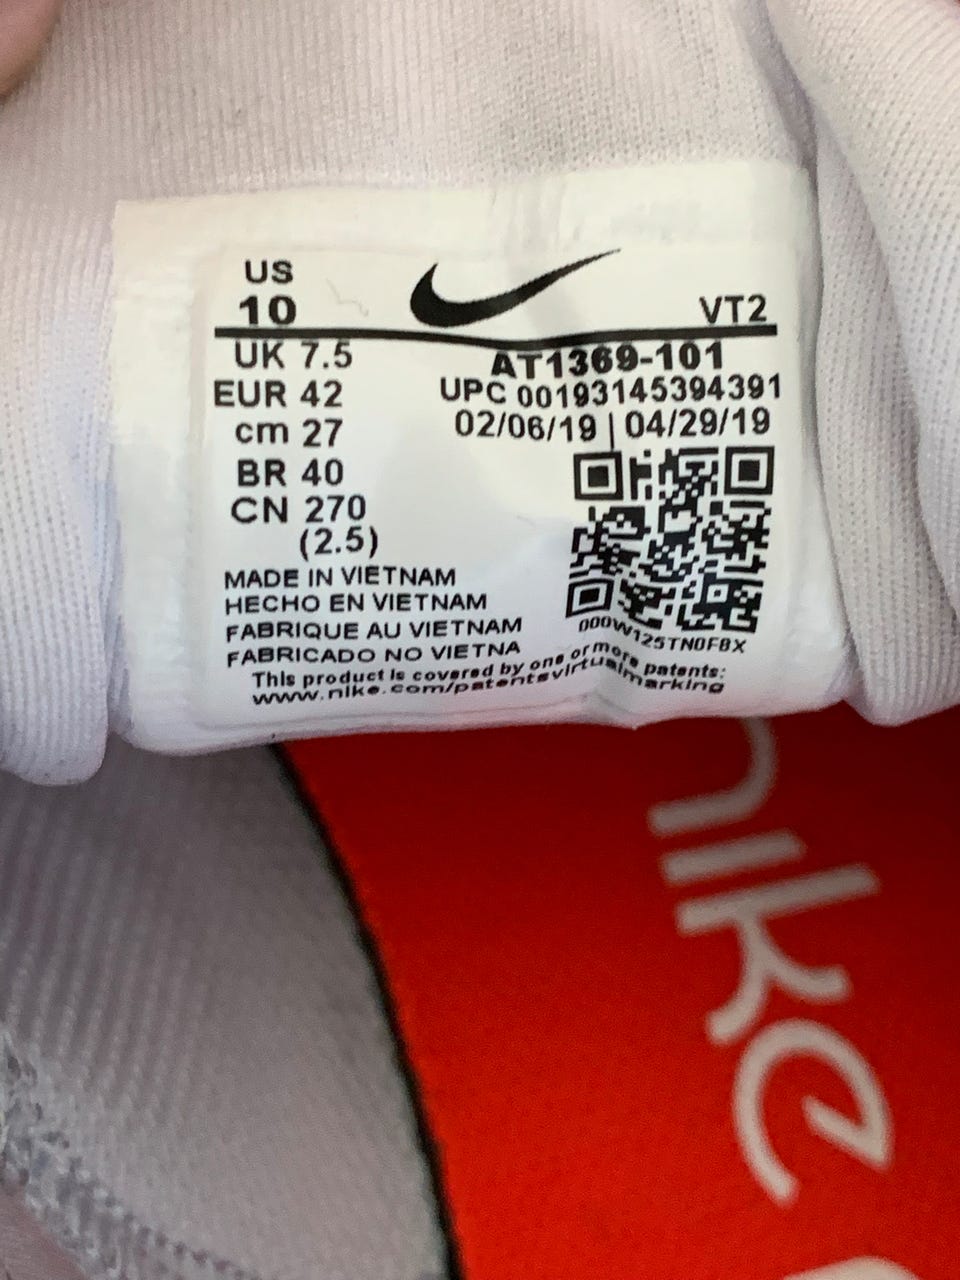 US
10
VT2
UK 7.5
EUR 42
cm 27
BR 40
CN 270
(2.5)
AT1369-101
UPC 00193145394391
02/06/19 | 04/29/19
000W125TN0F8X
MADE IN VIETNAM
HECHO EN VIETNAM
FABRIQUE AU VIETNAM
FABRICADO NO VIETNA
This product is covered by one or more patents:
www.nike.com/patentsvirtualmarking
nike